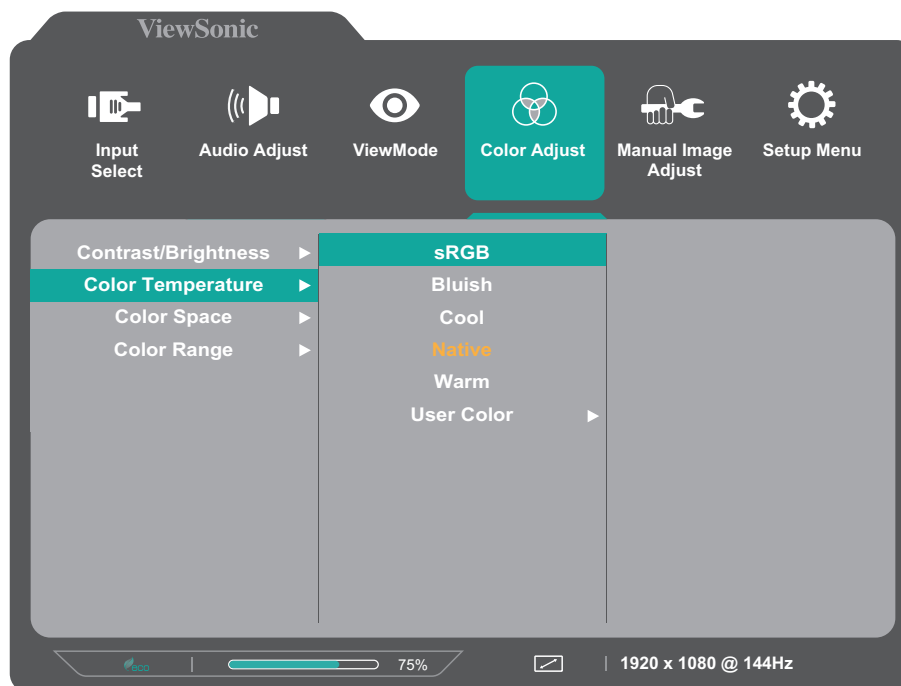 ViewSonic
Input Select
Audio Adjust
ViewMode
Color Adjust
Manual Image Adjust
Setup Menu
Contrast/Brightness
Color Temperature
Color Space
Color Range
sRGB
Bluish
Cool
Native
Warm
User Color
eco
75%
1920 x 1080 @ 144Hz